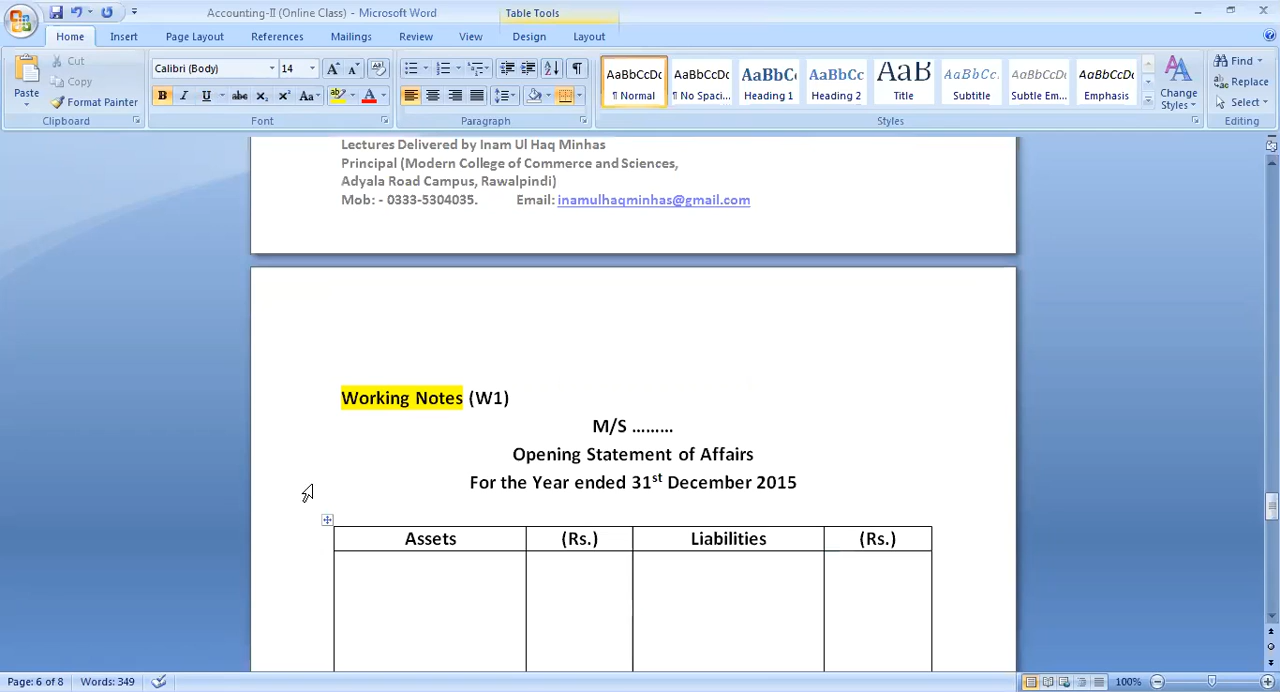 Accounting-II (Online Class) - Microsoft Word
Table Tools
Home Insert Page Layout References Mailings Review View Design Layout
Paste
Cut
Copy
Format Painter
Clipboard
Calibri (Body) 14
B I U abc X₂ X² Aa A
Font
Paragraph
AaBbCcDc
¶ Normal
AaBbCcDc
¶ No Spaci...
AaBbC
Heading 1
AaBbCc
Heading 2
AaB
Title
AaBbCc.
Subtitle
AaBbCcDc
Subtle Em...
AaBbCcDc
Emphasis
Change
Styles
Styles
Find
Replace
Select
Editing
Lectures Delivered by Inam Ul Haq Minhas
Principal (Modern College of Commerce and Sciences,
Adyala Road Campus, Rawalpindi)
Mob: - 0333-5304035. Email: inamulhaqminhas@gmail.com
Working Notes (W1)
M/S .........
Opening Statement of Affairs
For the Year ended 31st December 2015
Assets (Rs.) Liabilities (Rs.)
Page: 6 of 8 Words: 349 100%